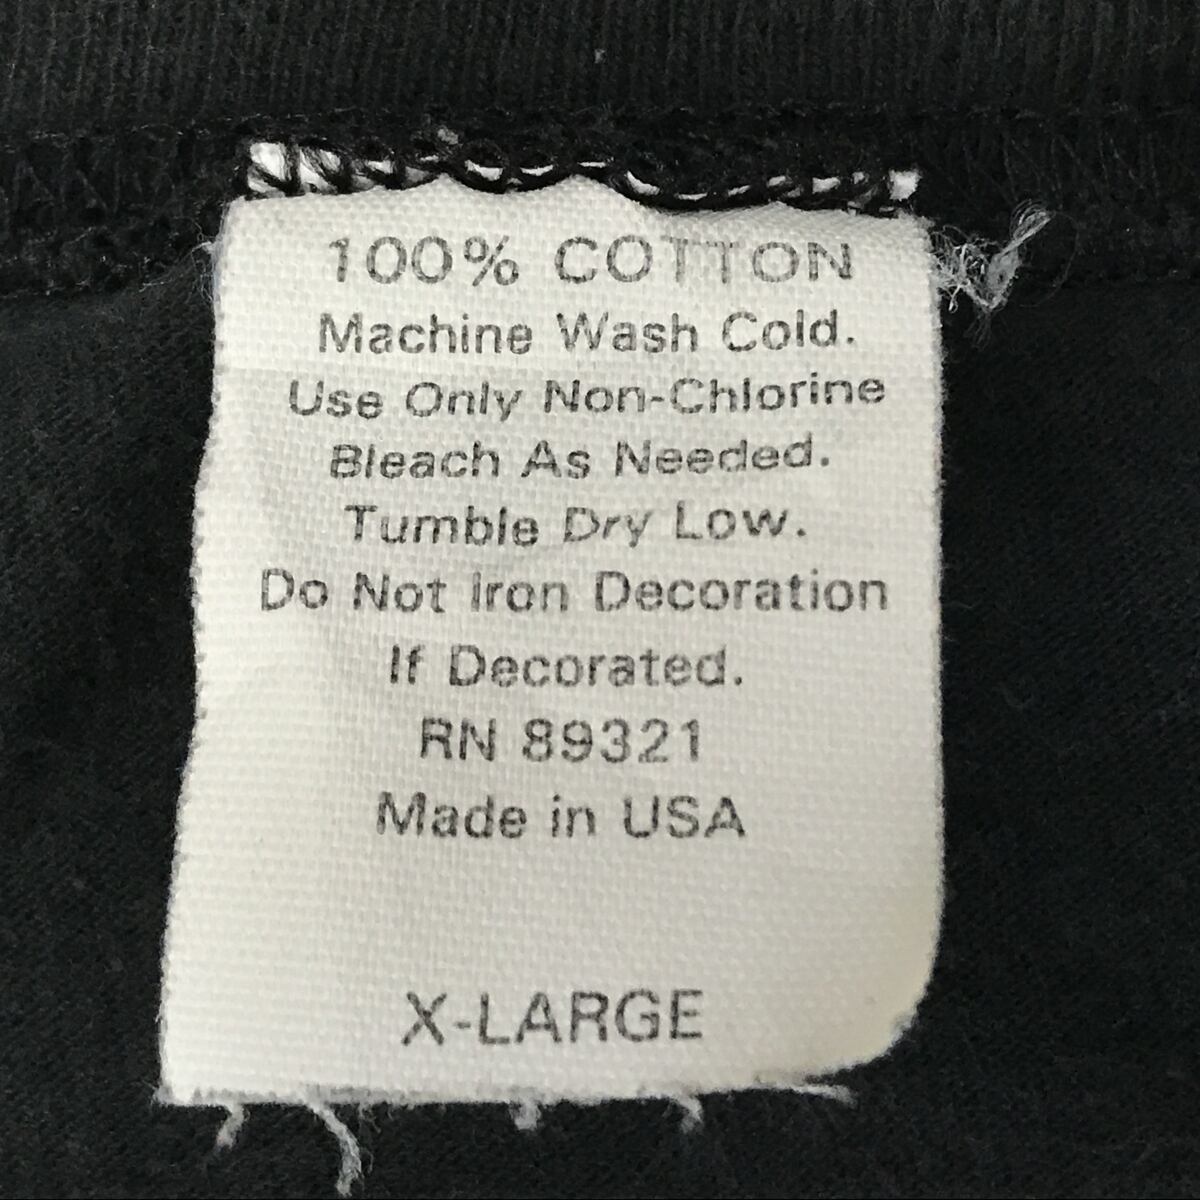 100% COTTON
Machine Wash Cold.
Use Only Non-Chlorine
Bleach As Needed.
Tumble Dry Low.
Do Not Iron Decoration
If Decorated.
RN 89321
Made in USA
X-LARGE